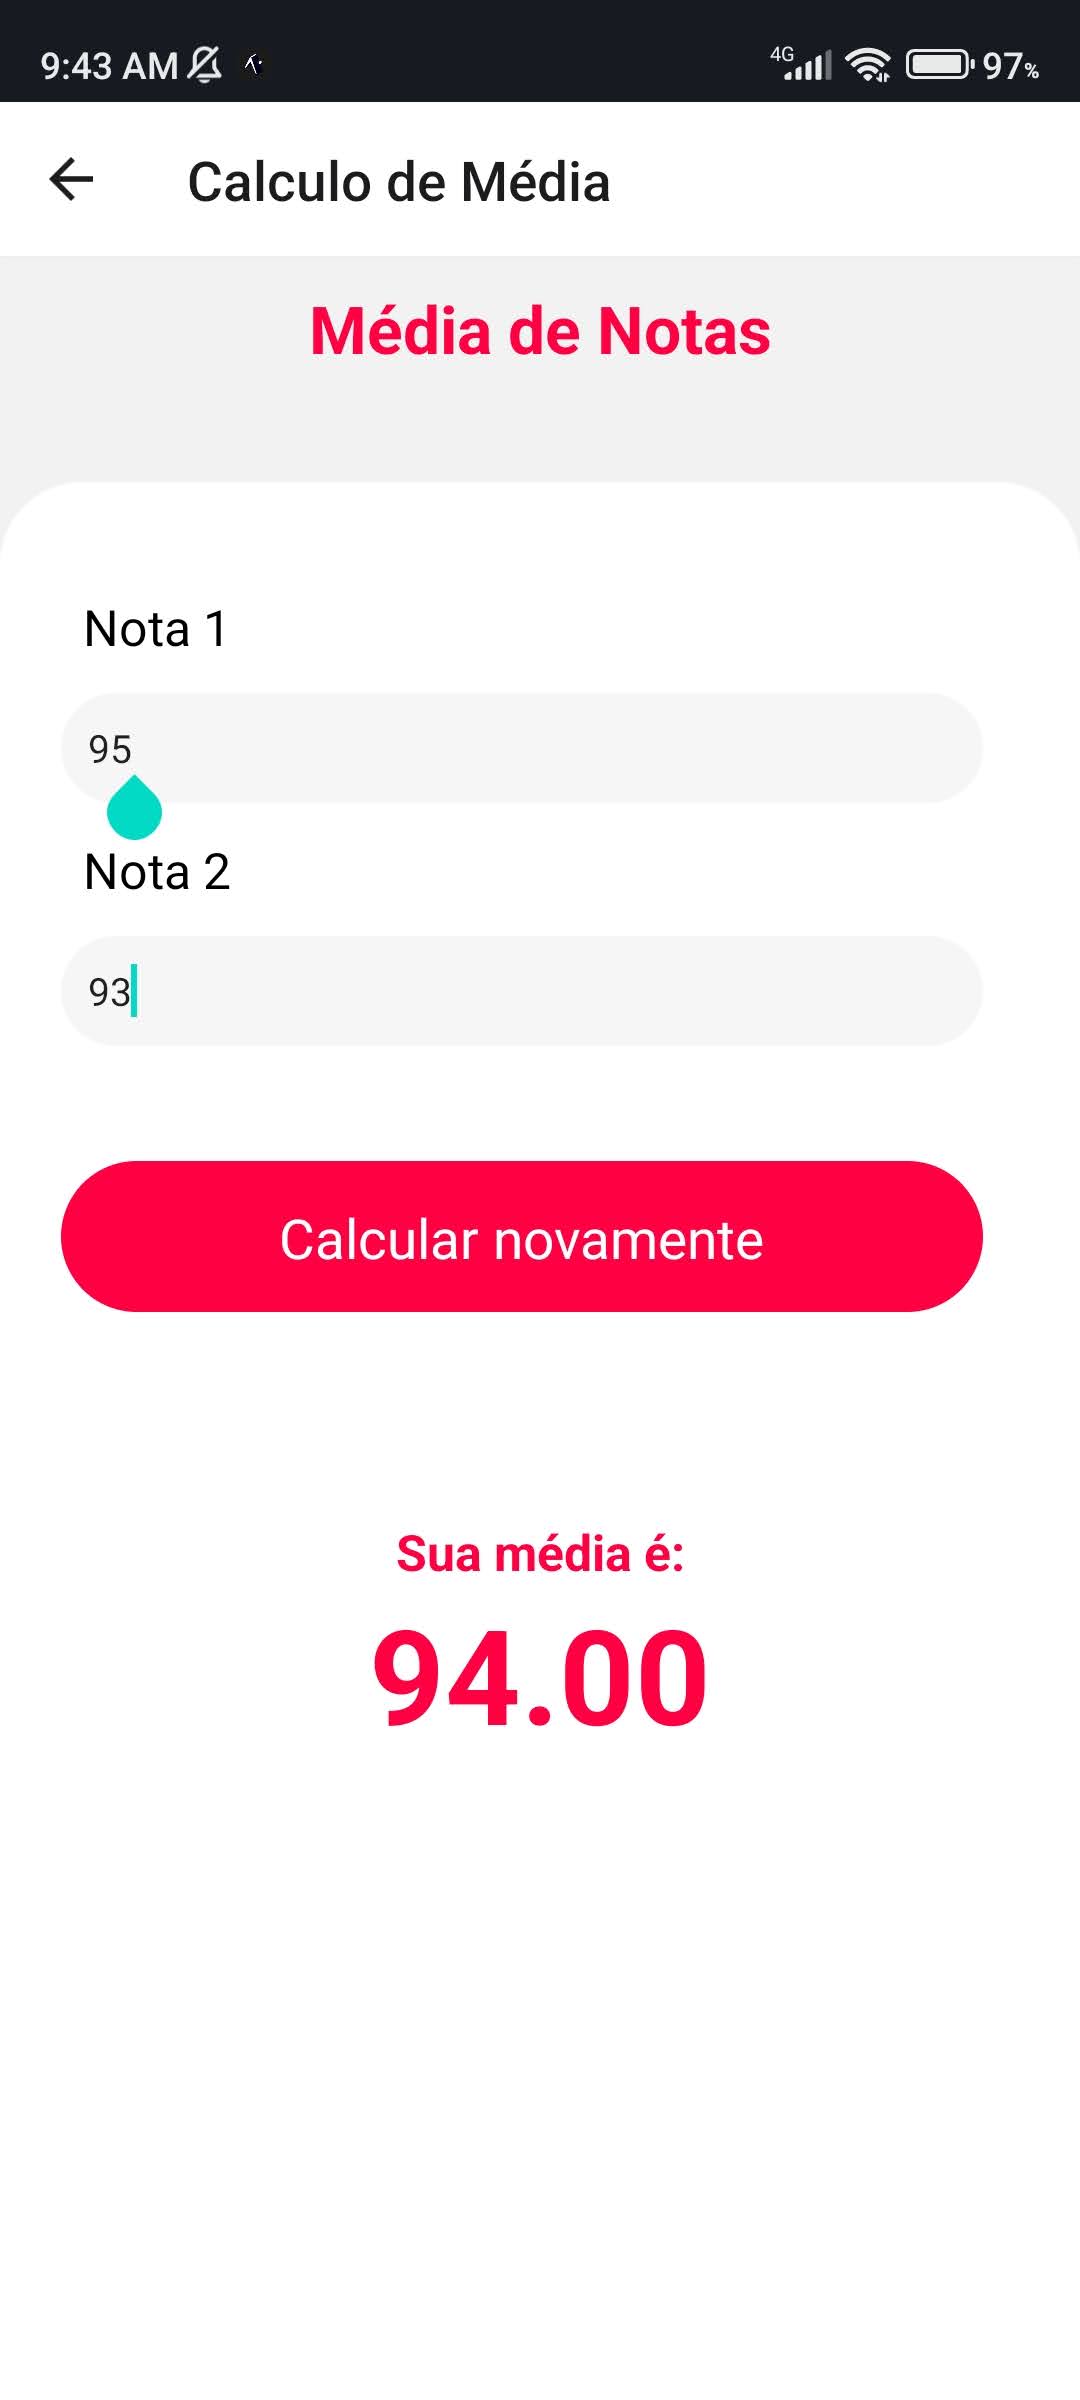 9:43 AM 4G 97%
Calculo de Média
Média de Notas
Nota 1
95
Nota 2
93
Calcular novamente
Sua média é:
94.00